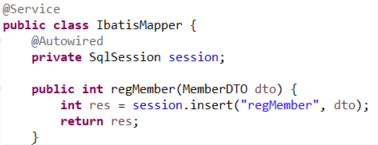 @Service
public class IbatisMapper {
@Autowired
private SqlSession session;
public int regMember(MemberDTO dto) {
int res = session.insert("regMember", dto);
return res;
}